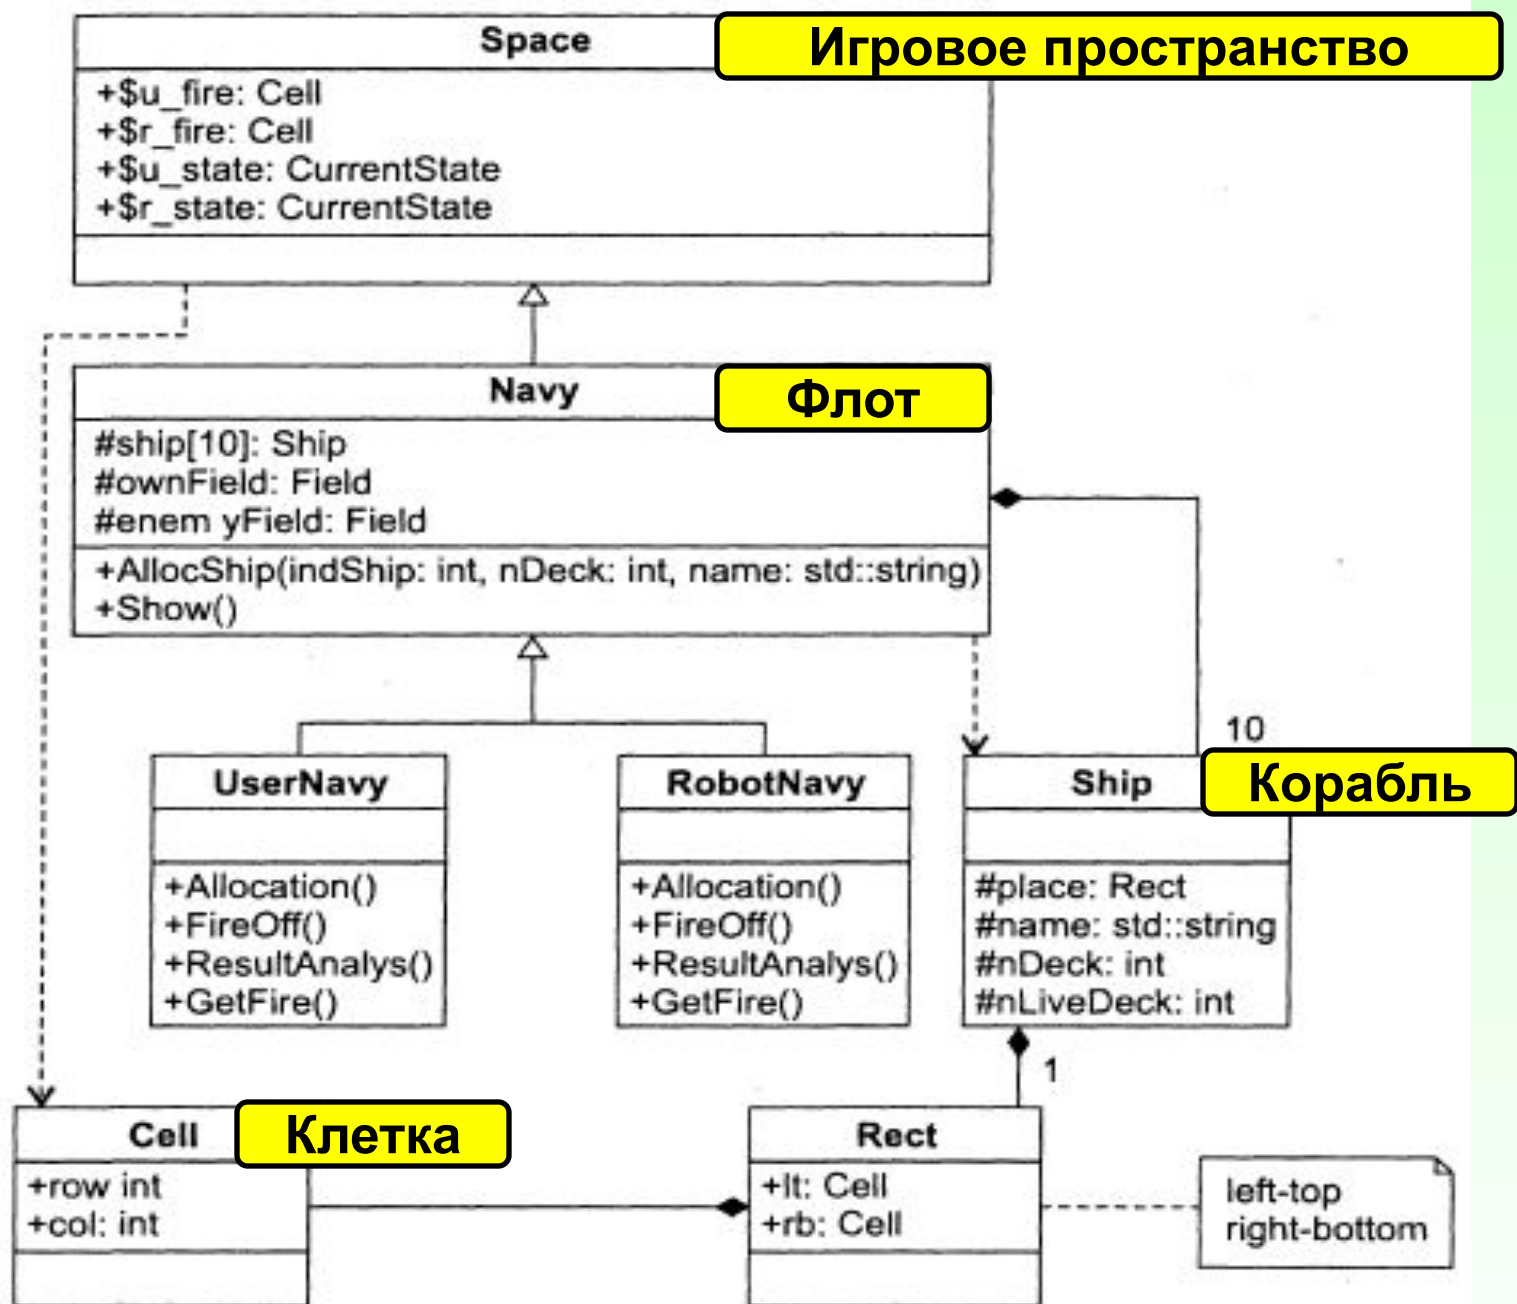 Space
Игровое пространство
+$u_fire: Cell
+$r_fire: Cell
+$u_state: CurrentState
+$r_state: CurrentState
Navy
Флот
#ship[10]: Ship
#ownField: Field
#enem yField: Field
+AllocShip(indShip: int, nDeck: int, name: std::string)
+Show()
10
UserNavy
+Allocation()
+FireOff()
+ResultAnalys()
+GetFire()
RobotNavy
+Allocation()
+FireOff()
+ResultAnalys()
+GetFire()
Ship
Корабль
#place: Rect
#name: std::string
#nDeck: int
#nLiveDeck: int
1
Cell
Клетка
+row int
+col: int
Rect
+lt: Cell
+rb: Cell
left-top
right-bottom